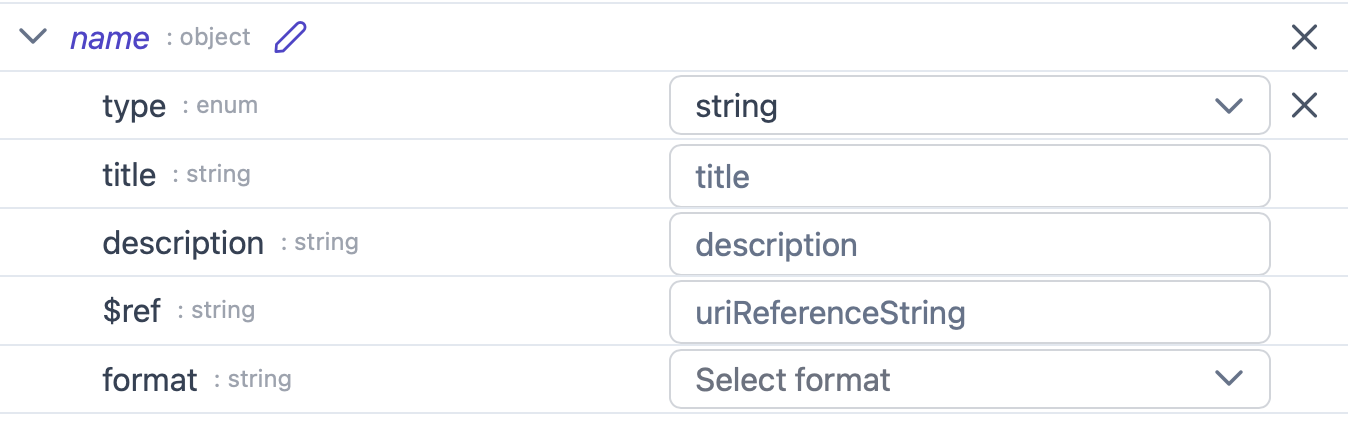 name : object
type : enum string
title : string title
description : string description
$ref : string uriReferenceString
format : string Select format